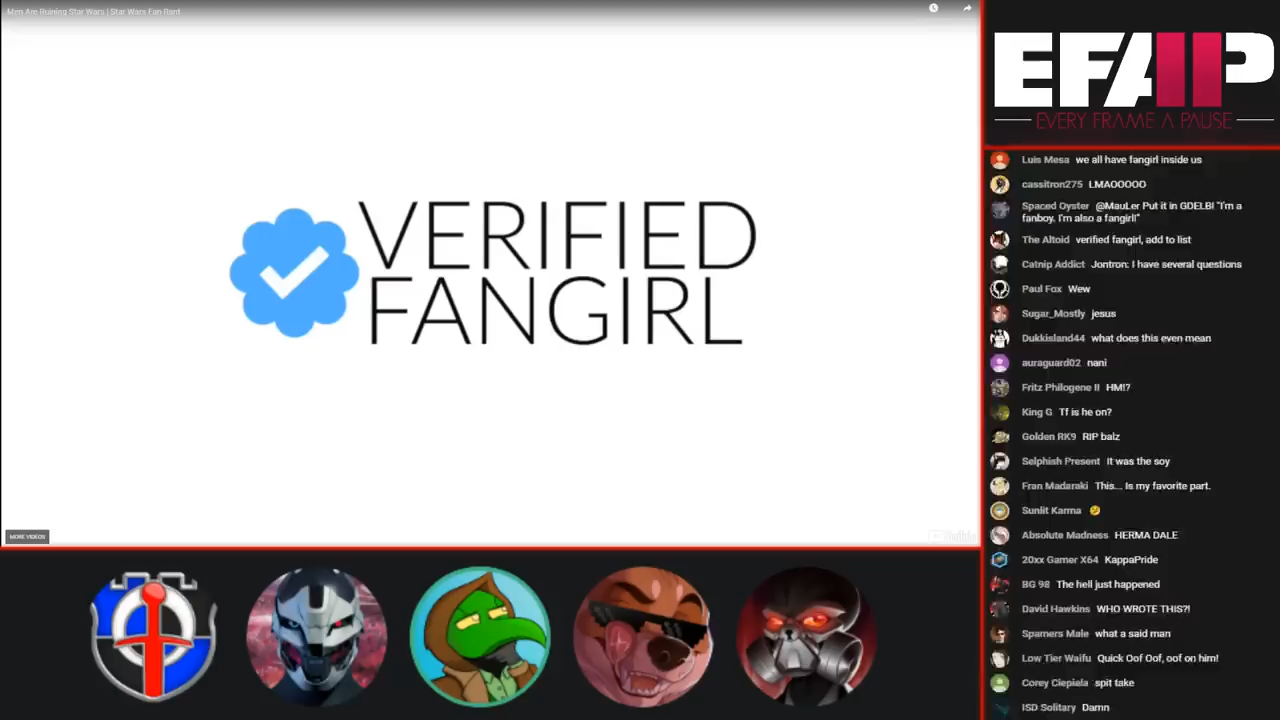 Men Are Ruining Star Wars | Star Wars Fan Rant
VERIFIED
FANGIRL
MORE VIDEOS
YouTube
EFAP
EVERY FRAME A PAUSE
Luis Mesa we all have fangirl inside us
cassitron275 LMAOOOOO
Spaced Oyster @MauLer Put it in GDELB! "I'm a
fanboy. I'm also a fangirl!"
The Altoid verified fangirl, add to list
Catnip Addict Jontron: I have several questions
Paul Fox Wew
Sugar_Mostly jesus
Dukkisland44 what does this even mean
auraguard02 nani
Fritz Philogene II HM!?
King G Tf is he on?
Golden RK9 RIP balz
Selphish Present It was the soy
Fran Madaraki This... Is my favorite part.
Sunlit Karma 🤣
Absolute Madness HERMA DALE
20xx Gamer X64 KappaPride
BG 98 The hell just happened
David Hawkins WHO WROTE THIS?!
Spamers Male what a said man
Low Tier Waifu Quick Oof Oof, oof on him!
Corey Ciepiela spit take
ISD Solitary Damn